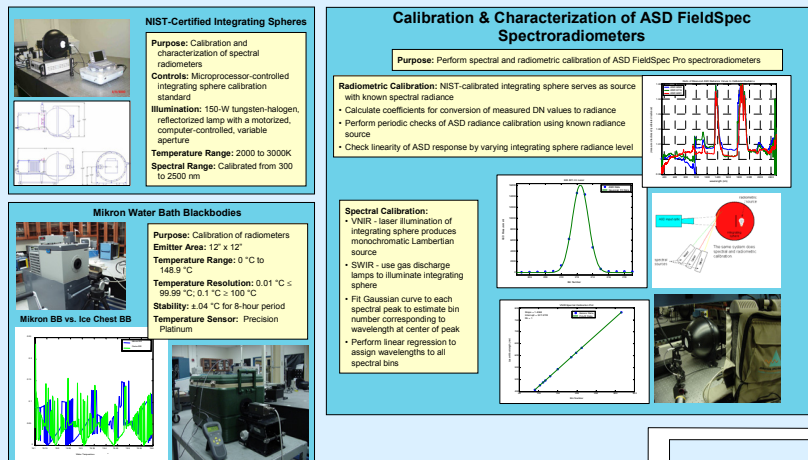 NIST-Certified Integrating Spheres
Purpose: Calibration and
characterization of spectral
radiometers
Controls: Microprocessor-controlled
integrating sphere calibration
standard
Illumination: 150-W tungsten-halogen,
reflectorized lamp with a motorized,
computer-controlled, variable
aperture
Temperature Range: 2000 to 3000K
Spectral Range: Calibrated from 300
to 2500 nm
Mikron Water Bath Blackbodies
Purpose: Calibration of radiometers
Emitter Area: 12” x 12”
Temperature Range: 0 °C to
148.9 °C
Temperature Resolution: 0.01 °C ≤
99.99 °C; 0.1 °C ≥ 100 °C
Stability: ±.04 °C for 8-hour period
Temperature Sensor: Precision
Platinum
Mikron BB vs. Ice Chest BB
Calibration & Characterization of ASD FieldSpec
Spectroradiometers
Purpose: Perform spectral and radiometric calibration of ASD FieldSpec Pro spectroradiometers
Radiometric Calibration: NIST-calibrated integrating sphere serves as source
with known spectral radiance
• Calculate coefficients for conversion of measured DN values to radiance
• Perform periodic checks of ASD radiance calibration using known radiance
source
• Check linearity of ASD response by varying integrating sphere radiance level
Spectral Calibration:
• VNIR - laser illumination of
integrating sphere produces
monochromatic Lambertian
source
• SWIR - use gas discharge
lamps to illuminate integrating
sphere
• Fit Gaussian curve to each
spectral peak to estimate bin
number corresponding to
wavelength at center of peak
• Perform linear regression to
assign wavelengths to all
spectral bins
The same system does
spectral and radiometric
calibration